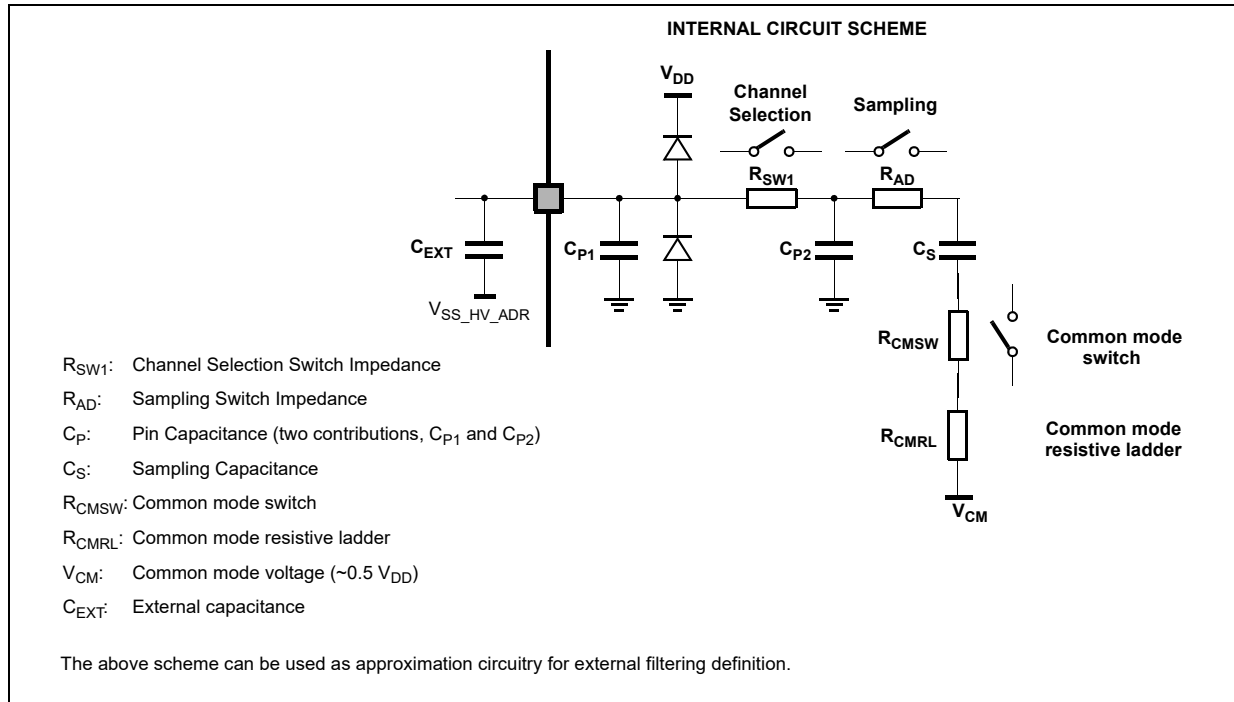 INTERNAL CIRCUIT SCHEME
VDD
Channel
Selection
Sampling
RSW1
RAD
CEXT
CP1
CP2
CS
VSS_HV_ADR
RCMSW
Common mode
switch
RCMRL
Common mode
resistive ladder
VCM
RSW1: Channel Selection Switch Impedance
RAD: Sampling Switch Impedance
CP: Pin Capacitance (two contributions, CP1 and CP2)
CS: Sampling Capacitance
RCMSW: Common mode switch
RCMRL: Common mode resistive ladder
VCM: Common mode voltage (~0.5 VDD)
CEXT: External capacitance
The above scheme can be used as approximation circuitry for external filtering definition.